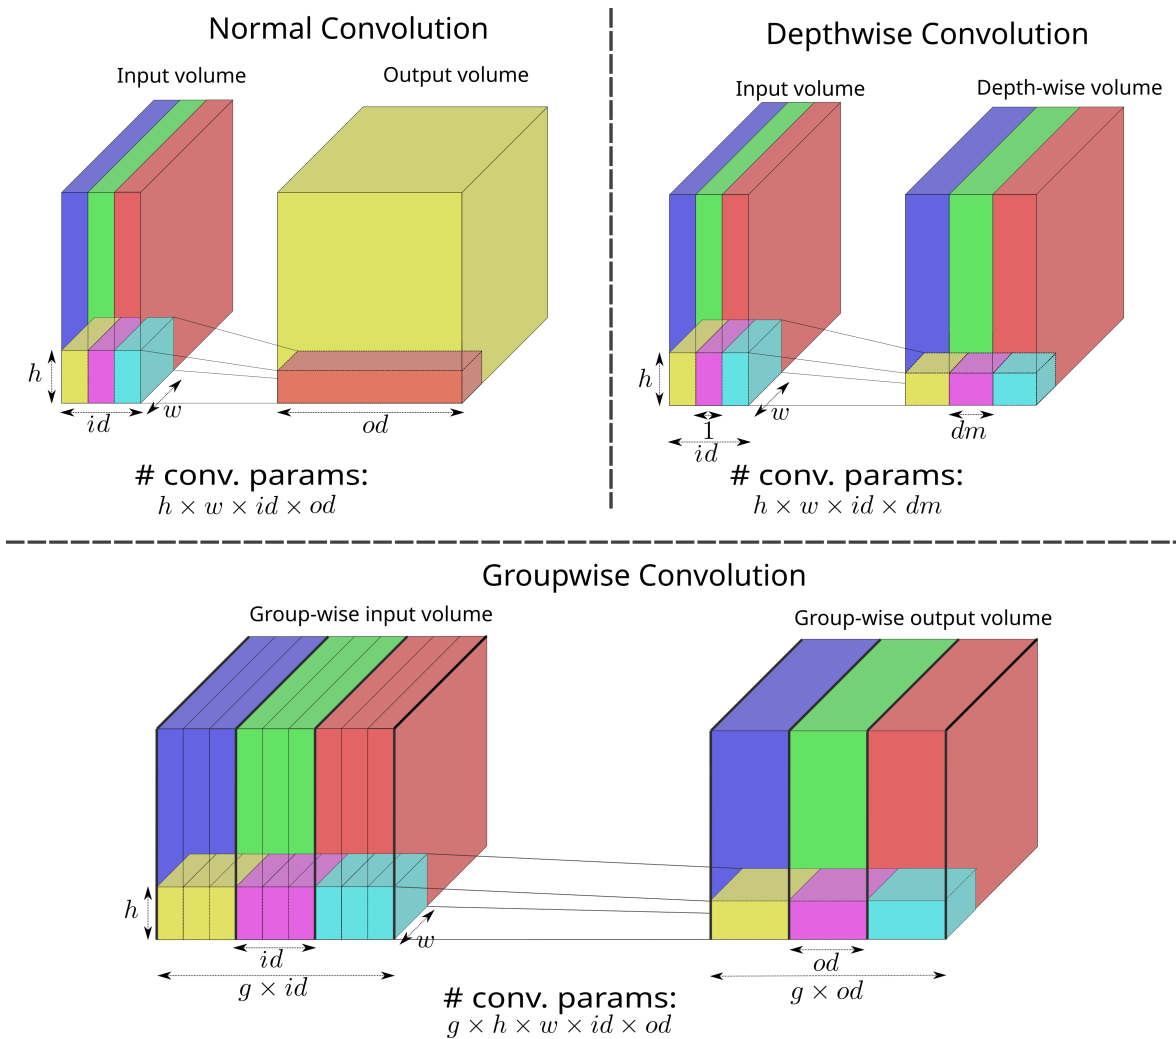 Normal Convolution
Input volume
Output volume
h
id
w
od
# conv. params:
h × w × id × od
Depthwise Convolution
Input volume
Depth-wise volume
h
1
id
w
dm
# conv. params:
h × w × id × dm
Groupwise Convolution
Group-wise input volume
Group-wise output volume
h
id
w
g × id
od
g × od
# conv. params:
g × h × w × id × od